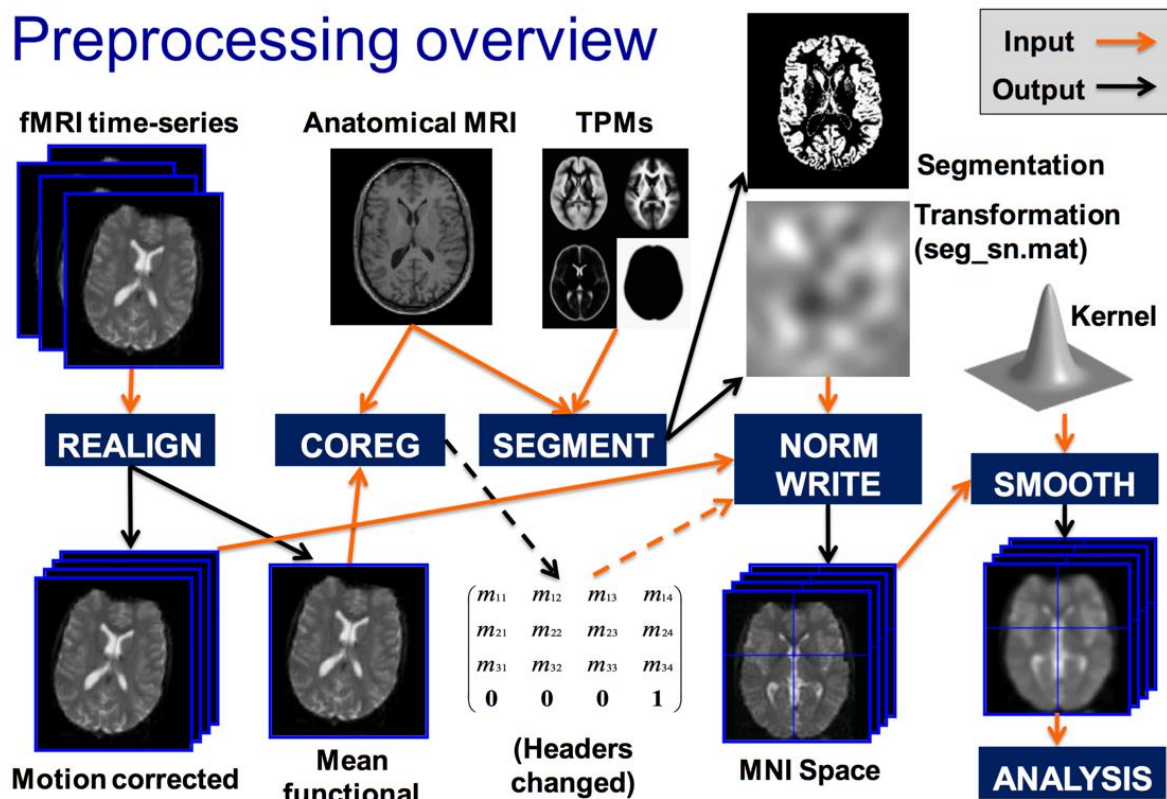 Preprocessing overview
Input
Output
fMRI time-series
Anatomical MRI
TPMs
Segmentation
Transformation
(seg_sn.mat)
Kernel
REALIGN
COREG
SEGMENT
NORM
WRITE
SMOOTH
m11 m12 m13 m14
m21 m22 m23 m24
m31 m32 m33 m34
0 0 0 1
Motion corrected
Mean
functional
(Headers
changed)
MNI Space
ANALYSIS